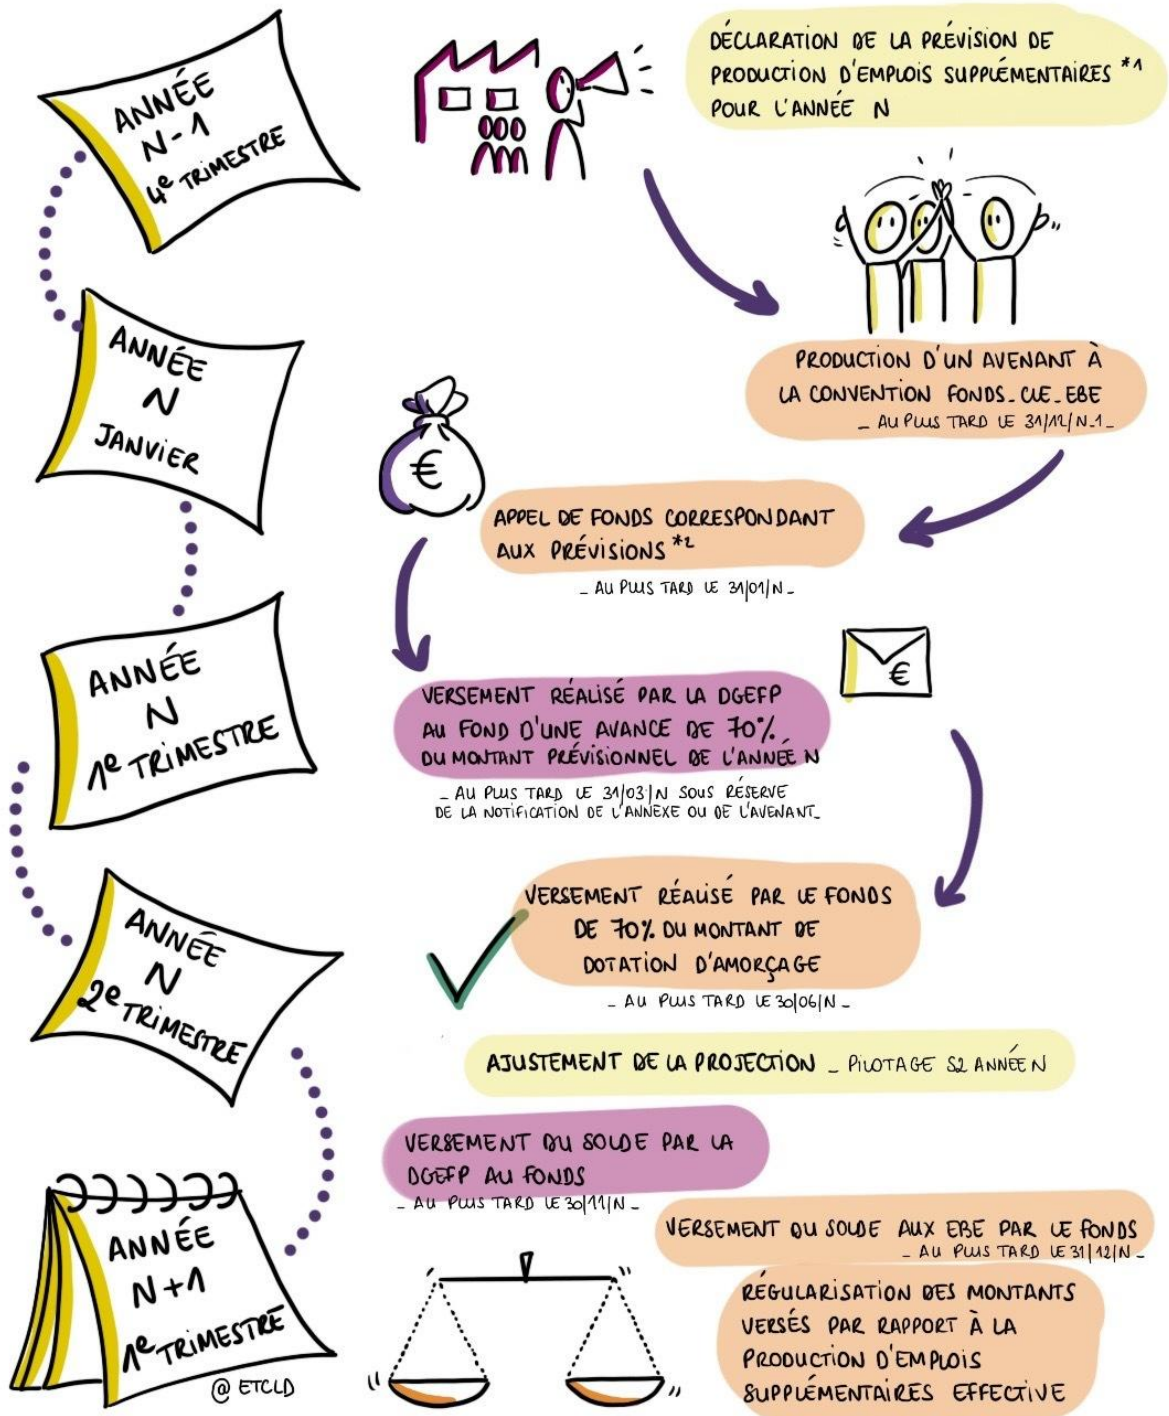 ANNÉE
N-1
4e TRIMESTRE
DÉCLARATION DE LA PRÉVISION DE
PRODUCTION D'EMPLOIS SUPPLÉMENTAIRES *1
POUR L'ANNÉE N
PRODUCTION D'UN AVENANT À
LA CONVENTION FONDS_CLE_EBE
_ AU PLUS TARD LE 31/12/N-1_
ANNÉE
N
JANVIER
€
APPEL DE FONDS CORRESPONDANT
AUX PRÉVISIONS *2
_ AU PLUS TARD LE 31/01/N_
ANNÉE
N
1e TRIMESTRE
€
VERSEMENT RÉALISÉ PAR LA DGEFP
AU FOND D'UNE AVANCE DE 70%
DU MONTANT PRÉVISIONNEL DE L'ANNÉE N
_ AU PLUS TARD LE 31/03/N SOUS RÉSERVE
DE LA NOTIFICATION DE L'ANNEXE OU DE L'AVENANT_
ANNÉE
N
2e TRIMESTRE
VERSEMENT RÉALISÉ PAR LE FONDS
DE 70% DU MONTANT DE
DOTATION D'AMORÇAGE
_ AU PLUS TARD LE 30/06/N_
AJUSTEMENT DE LA PROJECTION _ PILOTAGE S2 ANNÉE N
VERSEMENT DU SOLDE PAR LA
DGEFP AU FONDS
_ AU PLUS TARD LE 30/11/N_
VERSEMENT DU SOLDE AUX EBE PAR LE FONDS
_ AU PLUS TARD LE 31/12/N_
ANNÉE
N+1
1e TRIMESTRE
@ ETCLD
RÉGULARISATION DES MONTANTS
VERSÉS PAR RAPPORT À LA
PRODUCTION D'EMPLOIS
SUPPLÉMENTAIRES EFFECTIVE